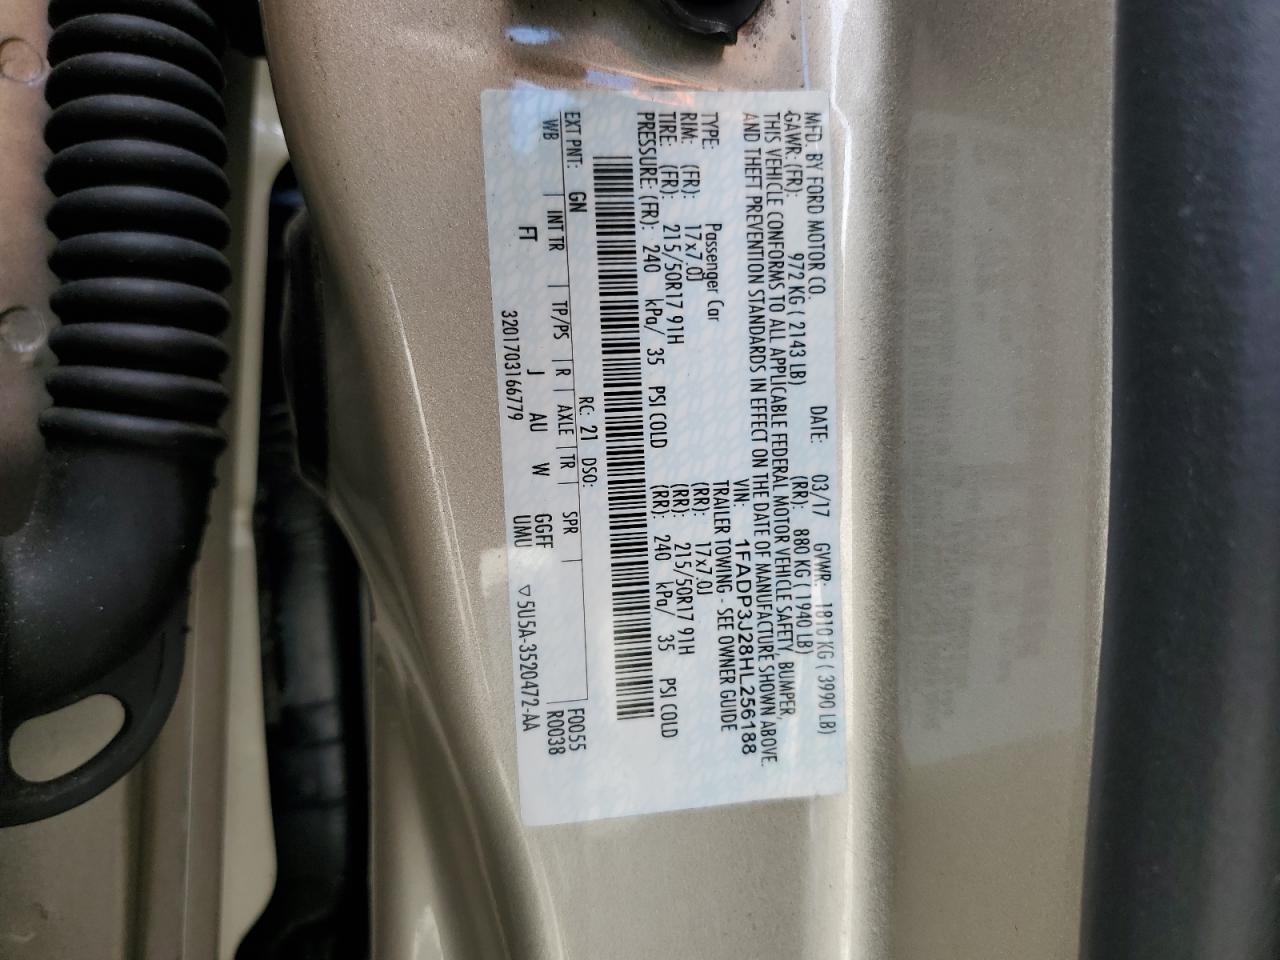 MFD. BY FORD MOTOR CO. DATE: 03/17 GVWR: 1810 KG ( 3990 LB)
GAWR: (FR): 972 KG ( 2143 LB) (RR): 880 KG ( 1940 LB)
THIS VEHICLE CONFORMS TO ALL APPLICABLE FEDERAL MOTOR VEHICLE SAFETY, BUMPER,
AND THEFT PREVENTION STANDARDS IN EFFECT ON THE DATE OF MANUFACTURE SHOWN ABOVE.
VIN: 1FADP3J28HL256188
TYPE: Passenger Car TRAILER TOWING - SEE OWNER GUIDE
RIM: (FR): 17x7.0J (RR): 17x7.0J
TIRE: (FR): 215/50R17 91H (RR): 215/50R17 91H
PRESSURE: (FR): 240 kPa/ 35 PSI COLD (RR): 240 kPa/ 35 PSI COLD
RC: 21 DSO: F0055
EXT PNT: GN R0038
WB | INT TR | TP/PS | R | AXLE | TR | SPR
FT J AU W GGFF
3201703166779 UMU ▽5U5A-3520472-AA